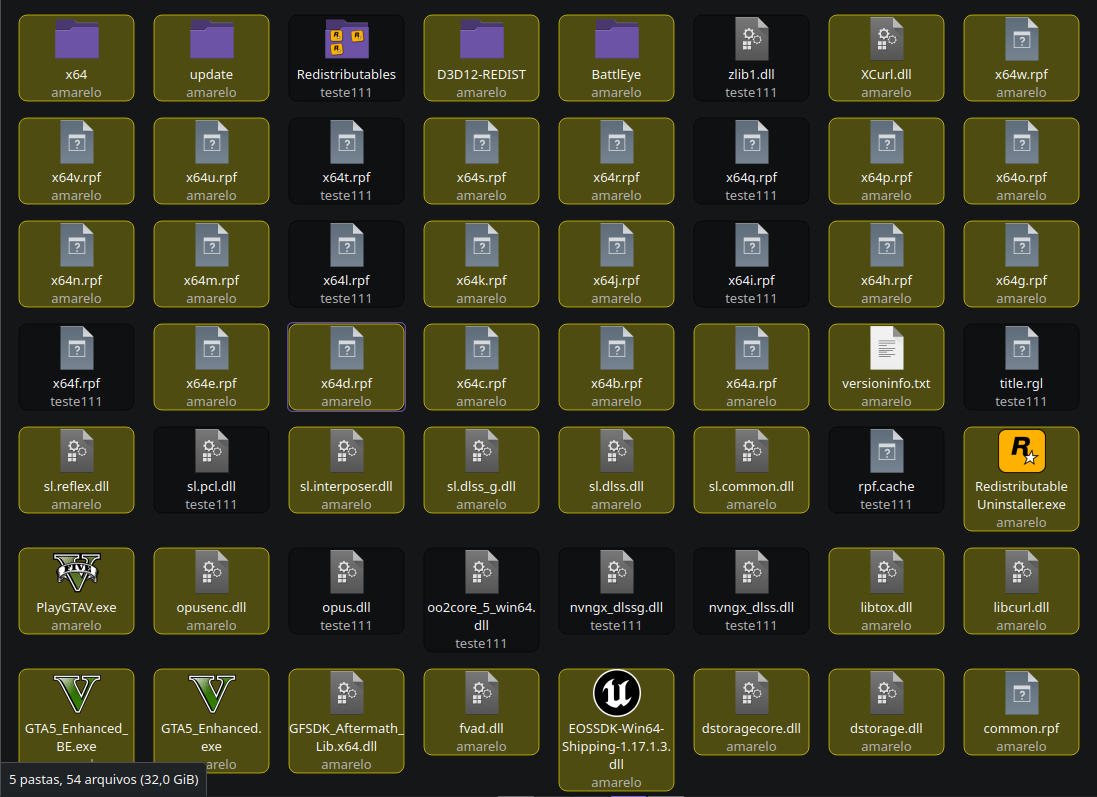 x64
amarelo
update
amarelo
Redistributables
teste111
D3D12-REDIST
amarelo
BattlEye
amarelo
zlib1.dll
teste111
XCurl.dll
amarelo
x64w.rpf
amarelo
x64v.rpf
amarelo
x64u.rpf
amarelo
x64t.rpf
teste111
x64s.rpf
amarelo
x64r.rpf
amarelo
x64q.rpf
teste111
x64p.rpf
amarelo
x64o.rpf
amarelo
x64n.rpf
amarelo
x64m.rpf
amarelo
x64l.rpf
teste111
x64k.rpf
amarelo
x64j.rpf
amarelo
x64i.rpf
teste111
x64h.rpf
amarelo
x64g.rpf
amarelo
x64f.rpf
teste111
x64e.rpf
amarelo
x64d.rpf
amarelo
x64c.rpf
amarelo
x64b.rpf
amarelo
x64a.rpf
amarelo
versioninfo.txt
amarelo
title.rgl
teste111
sl.reflex.dll
amarelo
sl.pcl.dll
teste111
sl.interposer.dll
amarelo
sl.dlss_g.dll
amarelo
sl.dlss.dll
amarelo
sl.common.dll
amarelo
rpf.cache
teste111
R
Redistributable
Uninstaller.exe
amarelo
FIVE
PlayGTAV.exe
amarelo
opusenc.dll
amarelo
opus.dll
teste111
oo2core_5_win64.
dll
teste111
nvngx_dlssg.dll
teste111
nvngx_dlss.dll
teste111
libtox.dll
amarelo
libcurl.dll
amarelo
GTA5_Enhanced_
BE.exe
GTA5_Enhanced.
exe
amarelo
GFSDK_Aftermath_
Lib.x64.dll
amarelo
fvad.dll
amarelo
EOSSDK-Win64-
Shipping-1.17.1.3.
dll
amarelo
dstoragecore.dll
amarelo
dstorage.dll
amarelo
common.rpf
amarelo
5 pastas, 54 arquivos (32,0 GiB)